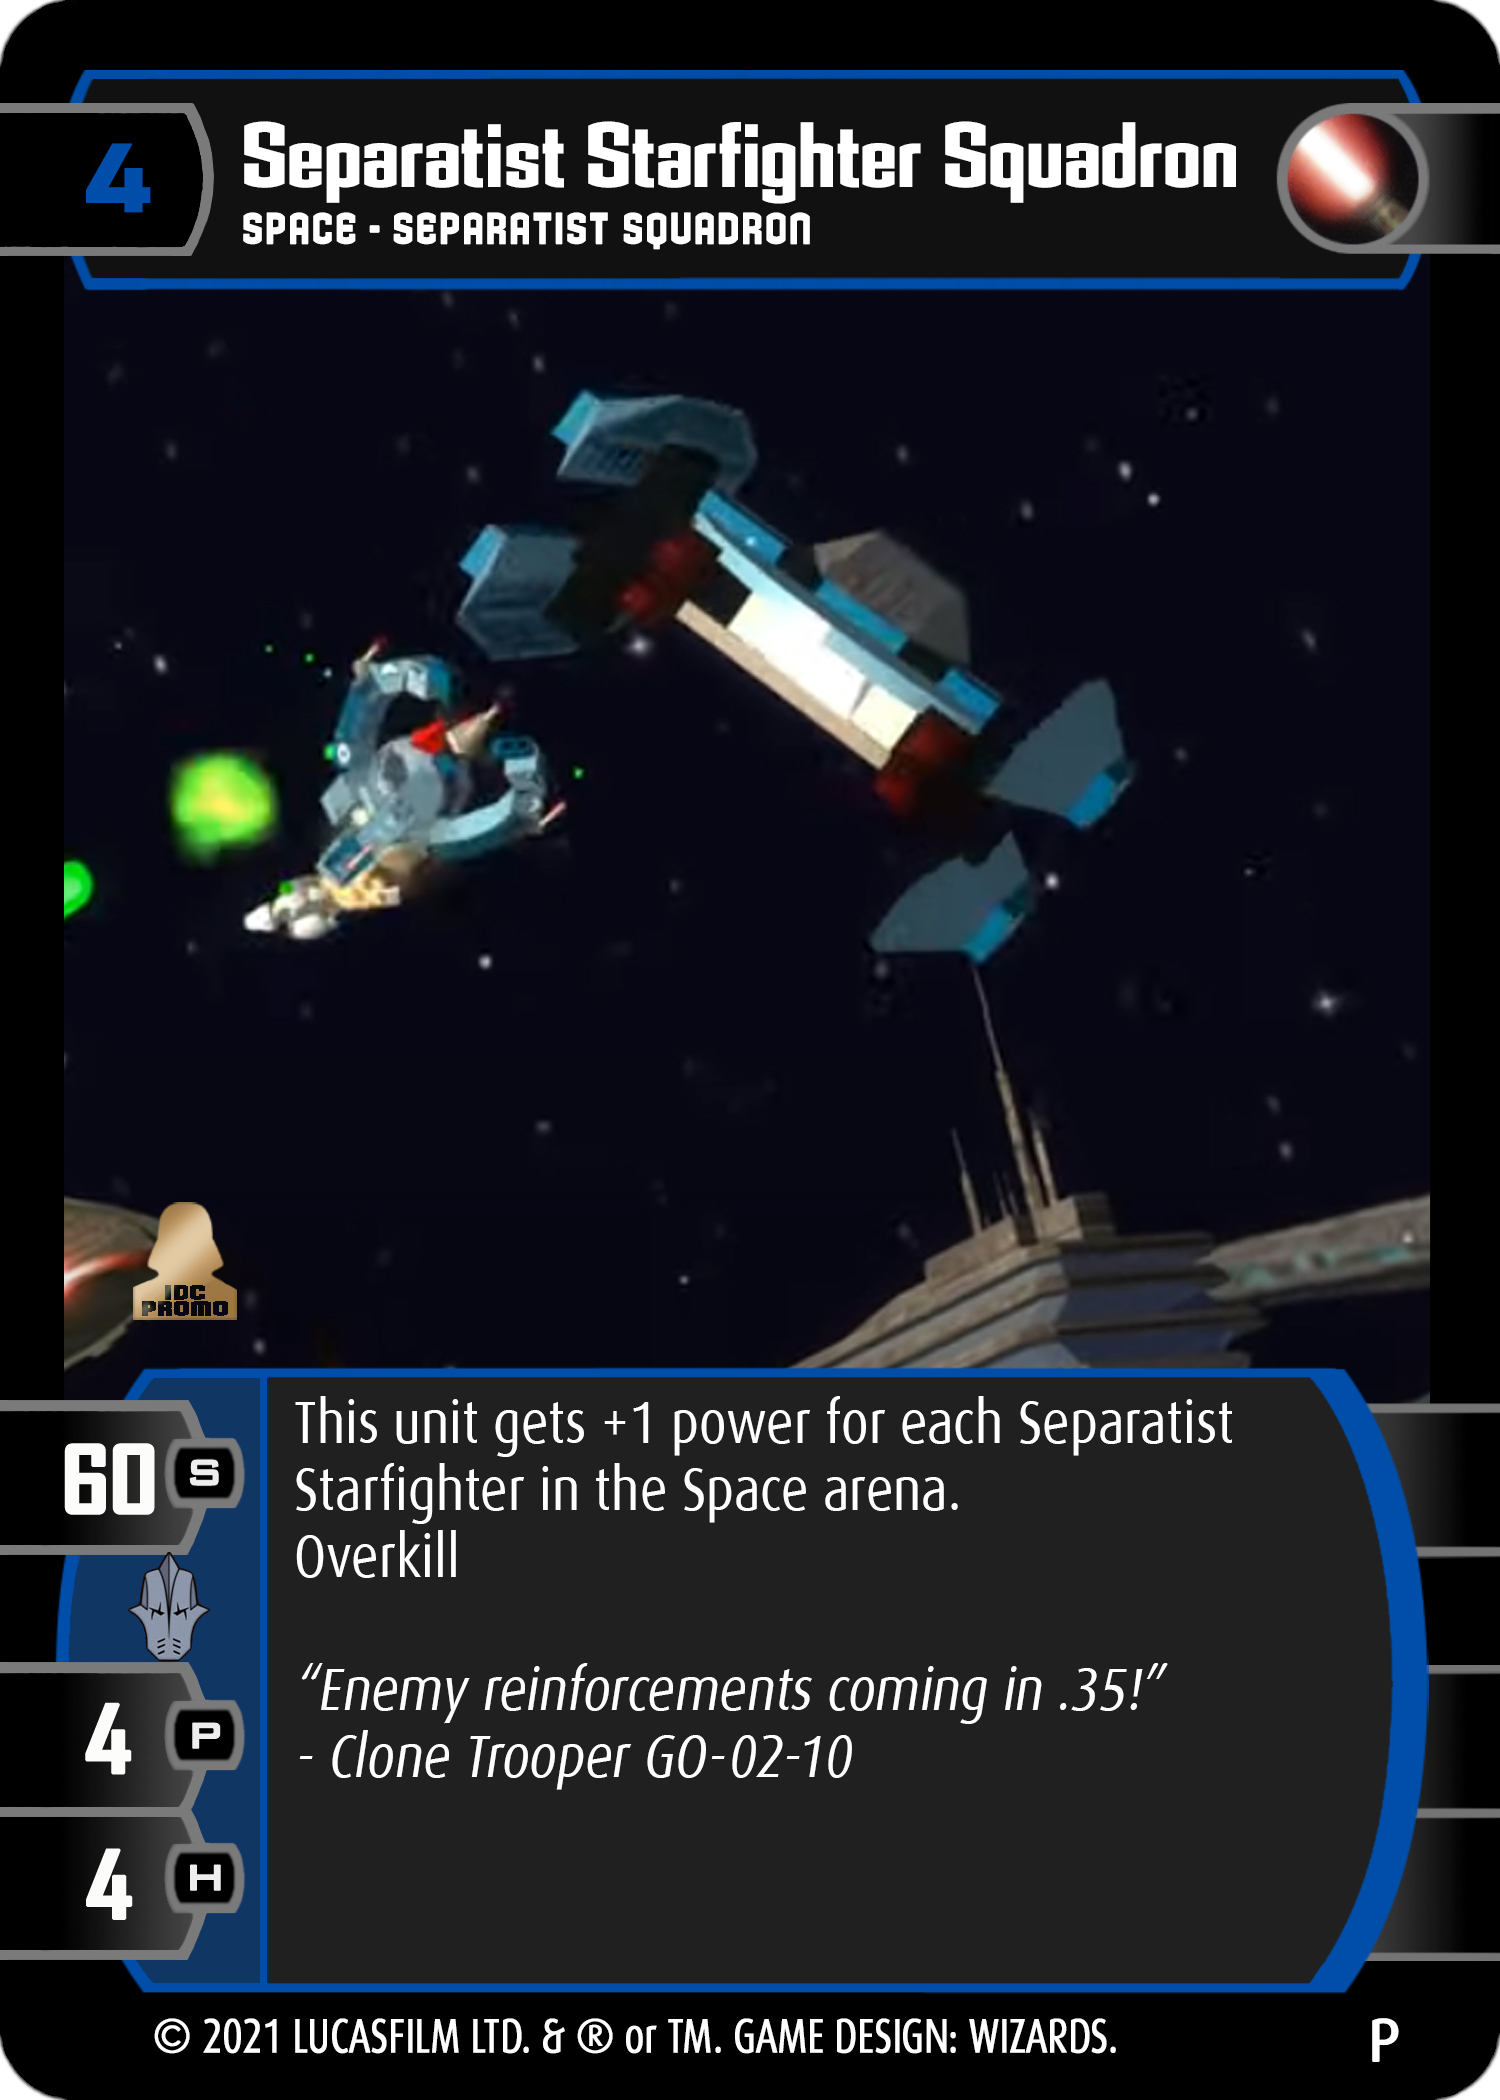 4
Separatist Starfighter Squadron
SPACE - SEPARATIST SQUADRON
IDC
PROMO
60 S
4 P
4 H
This unit gets +1 power for each Separatist
Starfighter in the Space arena.
Overkill
“Enemy reinforcements coming in .35!”
- Clone Trooper GO-02-10
© 2021 LUCASFILM LTD. & ® or TM. GAME DESIGN: WIZARDS.
P